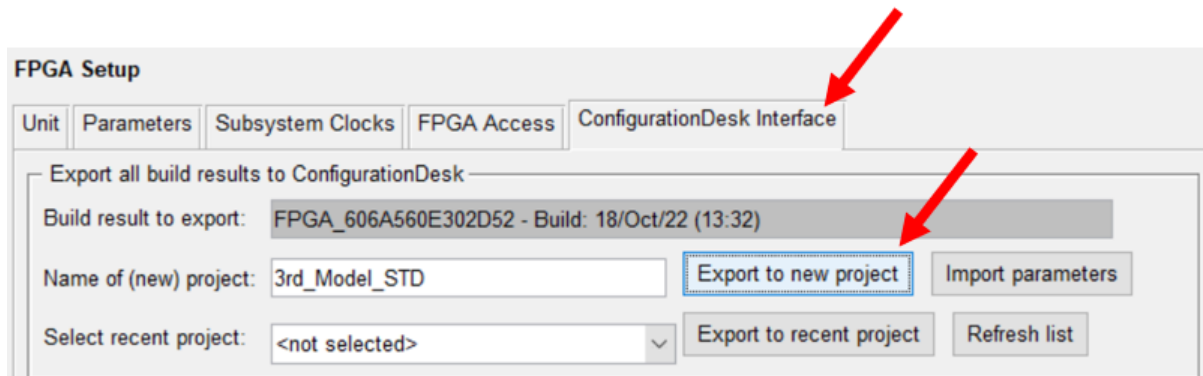 FPGA Setup
Unit Parameters Subsystem Clocks FPGA Access ConfigurationDesk Interface
Export all build results to ConfigurationDesk
Build result to export: FPGA_606A560E302D52 - Build: 18/Oct/22 (13:32)
Name of (new) project: 3rd_Model_STD Export to new project Import parameters
Select recent project: <not selected> Export to recent project Refresh list